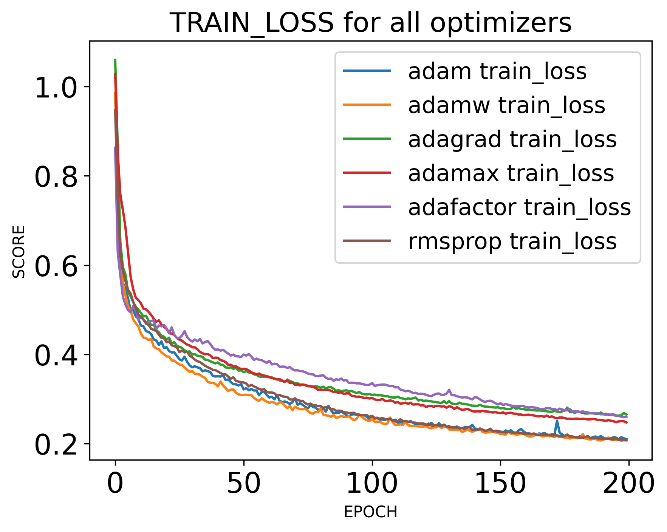 TRAIN_LOSS for all optimizers
adam train_loss
adamw train_loss
adagrad train_loss
adamax train_loss
adafactor train_loss
rmsprop train_loss
SCORE
1.0
0.8
0.6
0.4
0.2
0 50 100 150 200
EPOCH